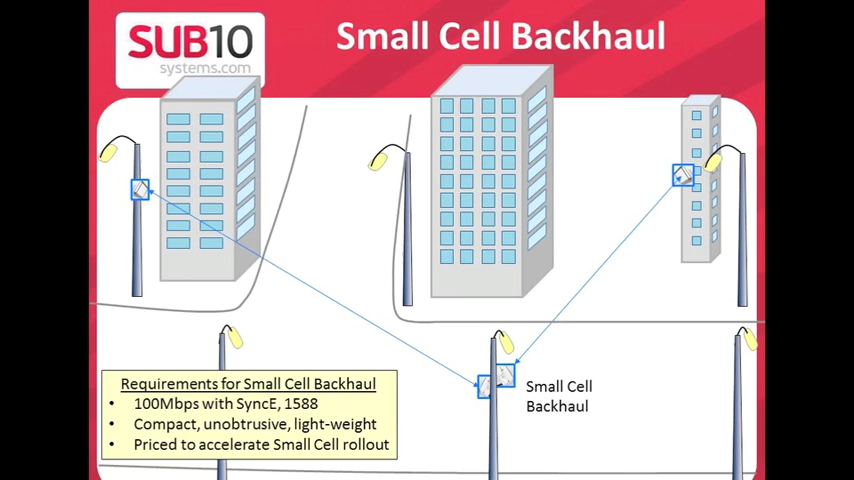 SUB10
systems.com
Small Cell Backhaul
Small Cell
Backhaul
Requirements for Small Cell Backhaul
• 100Mbps with SyncE, 1588
• Compact, unobtrusive, light-weight
• Priced to accelerate Small Cell rollout